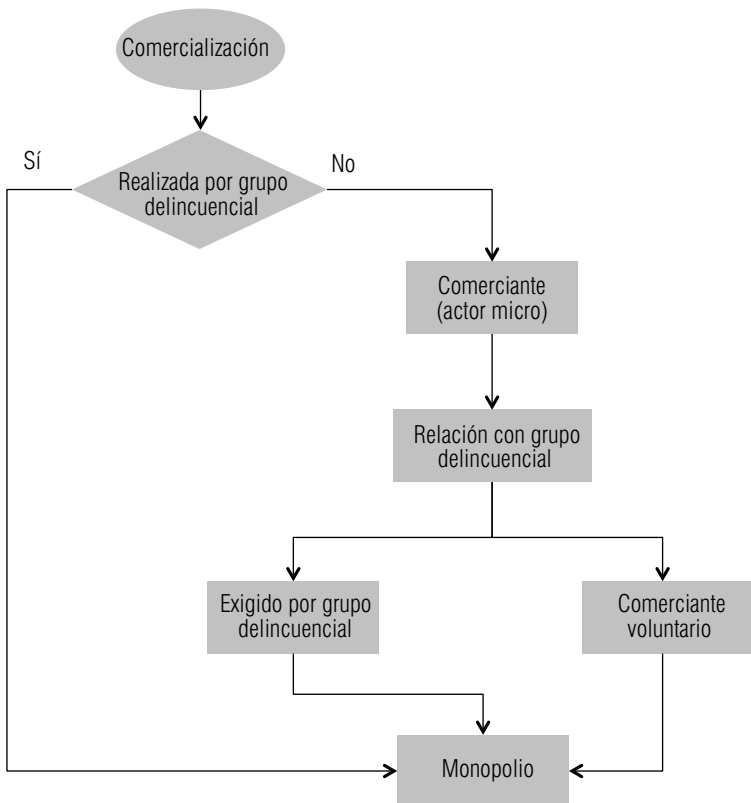 Comercialización
Sí
No
Realizada por grupo
delincuencial
Comerciante
(actor micro)
Relación con grupo
delincuencial
Exigido por grupo
delincuencial
Comerciante
voluntario
Monopolio